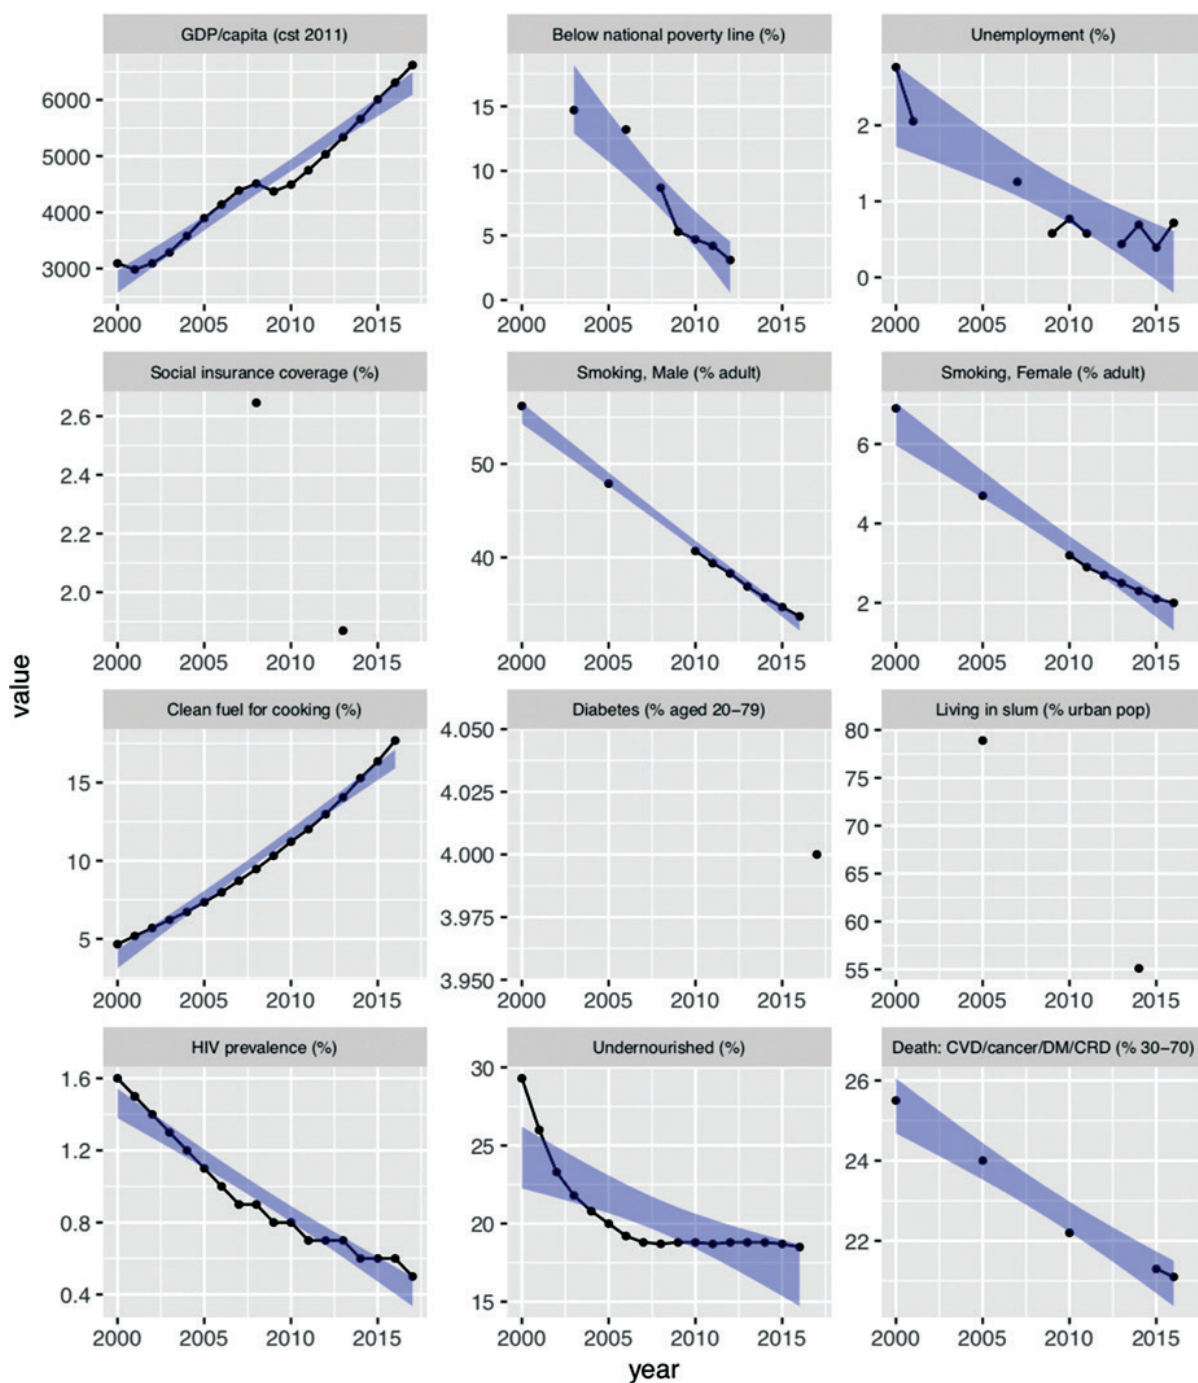 GDP/capita (cst 2011)
Below national poverty line (%)
Unemployment (%)
6000
5000
4000
3000
15
10
5
0
2
1
0
2000 2005 2010 2015
2000 2005 2010 2015
2000 2005 2010 2015
Social insurance coverage (%)
Smoking, Male (% adult)
Smoking, Female (% adult)
2.6
2.4
2.2
2.0
50
40
6
4
2
2000 2005 2010 2015
2000 2005 2010 2015
2000 2005 2010 2015
value
Clean fuel for cooking (%)
Diabetes (% aged 20–79)
Living in slum (% urban pop)
15
10
5
4.050
4.025
4.000
3.975
3.950
80
75
70
65
60
55
2000 2005 2010 2015
2000 2005 2010 2015
2000 2005 2010 2015
HIV prevalence (%)
Undernourished (%)
Death: CVD/cancer/DM/CRD (% 30–70)
1.6
1.2
0.8
0.4
30
25
20
15
26
24
22
2000 2005 2010 2015
2000 2005 2010 2015
2000 2005 2010 2015
year